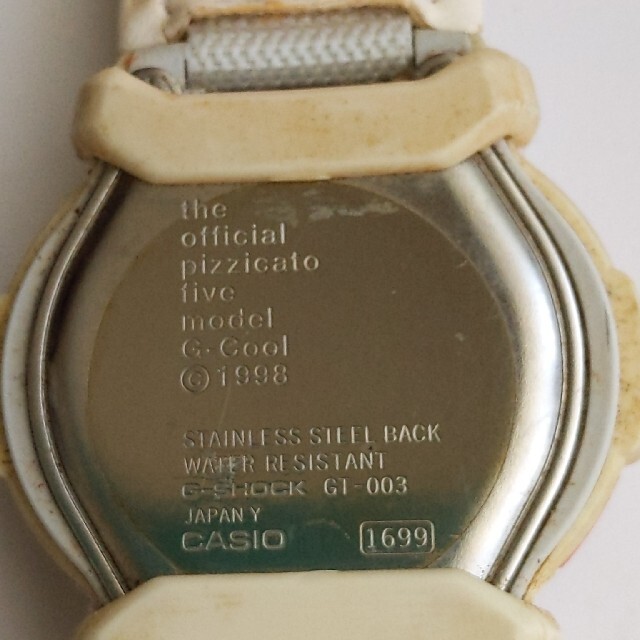 the
official
pizzicato
five
model
G-Cool
©1998
STAINLESS STEEL BACK
WATER RESISTANT
G-SHOCK GT-003
JAPAN Y
CASIO 1699